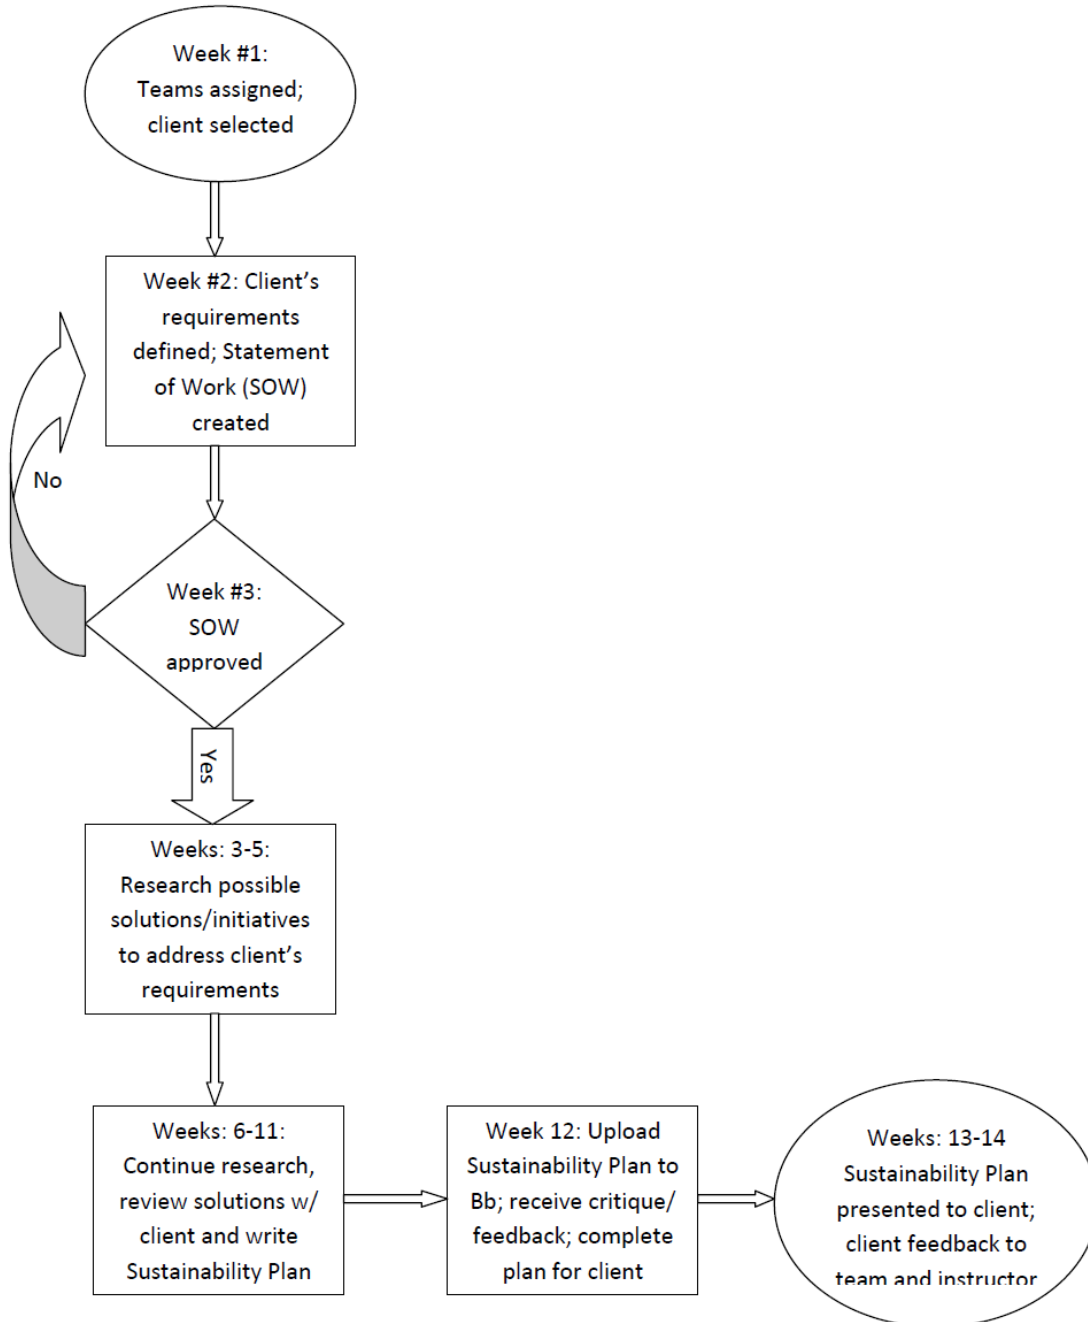 Week #1:
Teams assigned;
client selected
Week #2: Client’s
requirements
defined; Statement
of Work (SOW)
created
No
Week #3:
SOW
approved
Yes
Weeks: 3-5:
Research possible
solutions/initiatives
to address client’s
requirements
Weeks: 6-11:
Continue research,
review solutions w/
client and write
Sustainability Plan
Week 12: Upload
Sustainability Plan to
Bb; receive critique/
feedback; complete
plan for client
Weeks: 13-14
Sustainability Plan
presented to client;
client feedback to
team and instructor